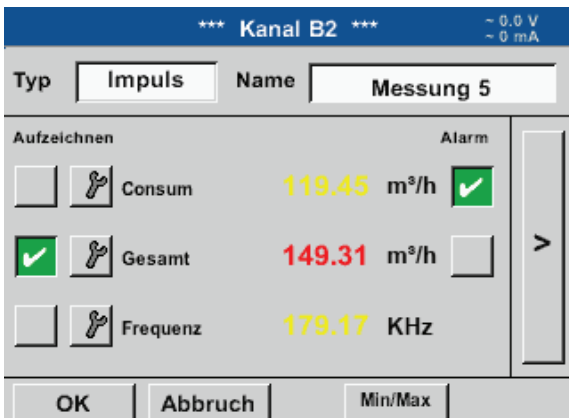 *** Kanal B2 *** ~ 0.0 V
~ 0 mA
Typ Impuls Name Messung 5
Aufzeichnen Alarm
Consum 119.45 m³/h
Gesamt 149.31 m³/h
>
Frequenz 179.17 KHz
OK Abbruch Min/Max